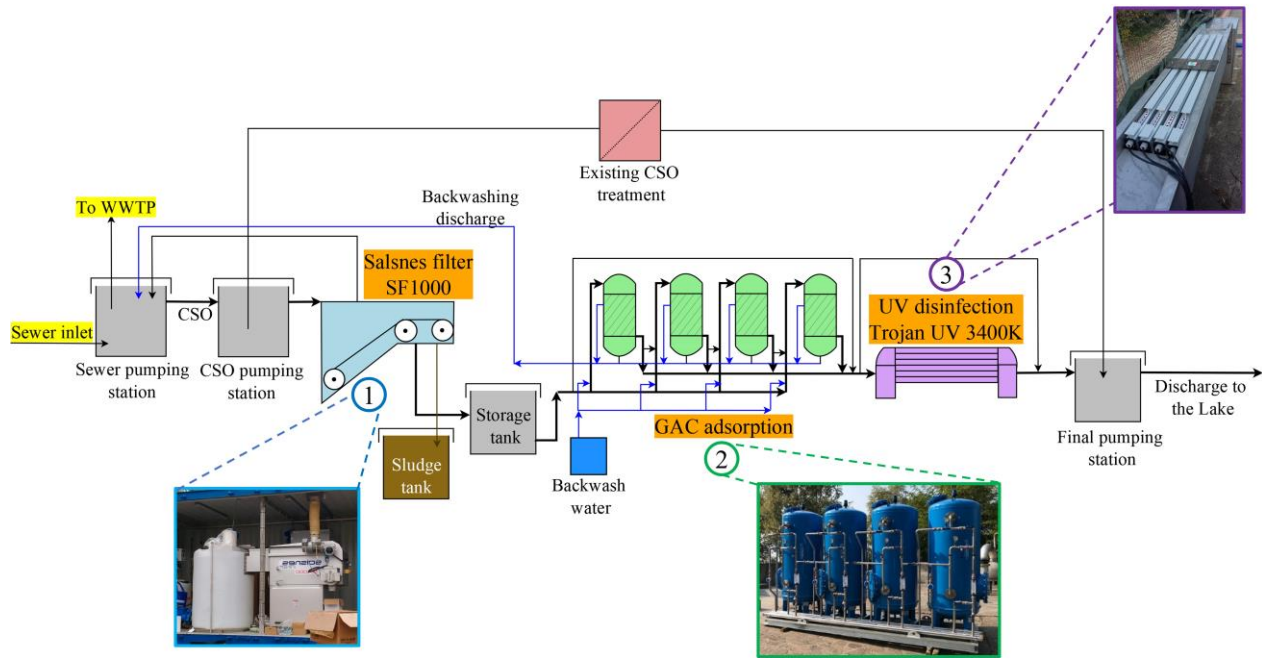 Existing CSO
treatment
Backwashing
discharge
To WWTP
Salsnes filter
SF1000
3
UV disinfection
Trojan UV 3400K
CSO
Sewer inlet
Sewer pumping
station
CSO pumping
station
1
Storage
tank
GAC adsorption
Discharge to
the Lake
Final pumping
station
2
Sludge
tank
Backwash
water
salsnes